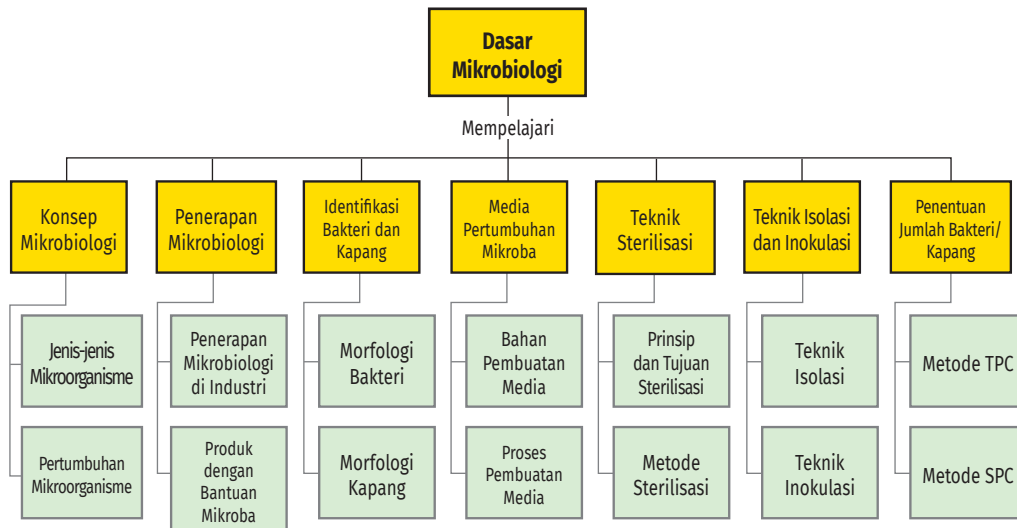 Dasar
Mikrobiologi
Mempelajari
Konsep
Mikrobiologi
Penerapan
Mikrobiologi
Identifikasi
Bakteri dan
Kapang
Media
Pertumbuhan
Mikroba
Teknik
Sterilisasi
Teknik Isolasi
dan Inokulasi
Penentuan
Jumlah Bakteri/
Kapang
Jenis-jenis
Mikroorganisme
Penerapan
Mikrobiologi
di Industri
Morfologi
Bakteri
Bahan
Pembuatan
Media
Prinsip
dan Tujuan
Sterilisasi
Teknik
Isolasi
Metode TPC
Pertumbuhan
Mikroorganisme
Produk
dengan
Bantuan
Mikroba
Morfologi
Kapang
Proses
Pembuatan
Media
Metode
Sterilisasi
Teknik
Inokulasi
Metode SPC